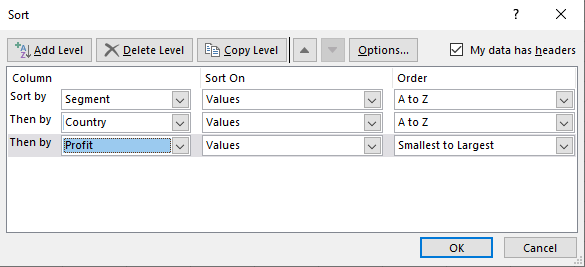 Sort
? ×
Add Level Delete Level Copy Level Options... My data has headers
Column Sort On Order
Sort by Segment Values A to Z
Then by Country Values A to Z
Then by Profit Values Smallest to Largest
OK Cancel